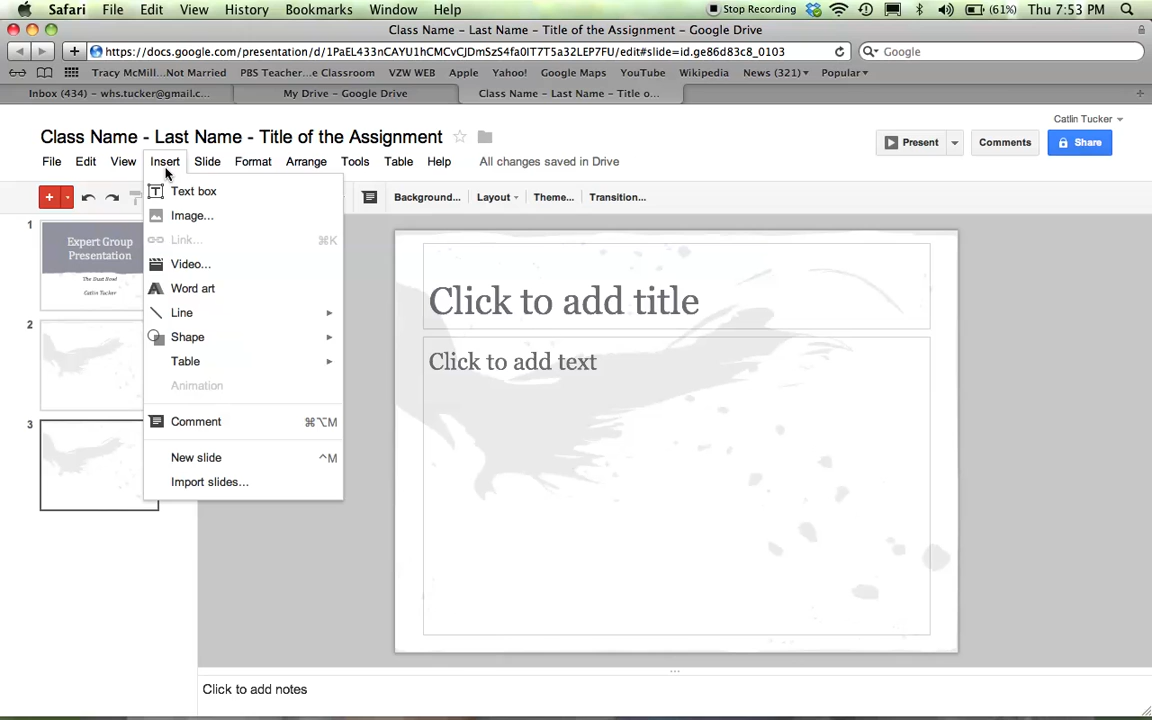 Safari File Edit View History Bookmarks Window Help Stop Recording (61%) Thu 7:53 PM
Class Name – Last Name – Title of the Assignment – Google Drive
https://docs.google.com/presentation/d/1PaEL433nCAYU1hCMCvCJDmSzS4fa0IT7T5a32LEP7FU/edit#slide=id.ge86d83c8_0103 Google
Tracy McMill...Not Married PBS Teacher...e Classroom VZW WEB Apple Yahoo! Google Maps YouTube Wikipedia News (321) Popular
Inbox (434) – whs.tucker@gmail.c... My Drive – Google Drive Class Name – Last Name – Title o...
Catlin Tucker
Class Name - Last Name - Title of the Assignment
Present Comments Share
File Edit View Insert Slide Format Arrange Tools Table Help All changes saved in Drive
Background... Layout Theme... Transition...
Text box
Image...
Link... ⌘K
Video...
Word art
Line
Shape
Table
Animation
Comment ⌘⌥M
New slide ^M
Import slides...
1
Expert Group
Presentation
The Dust Bowl
Catlin Tucker
2
3
Click to add title
Click to add text
Click to add notes